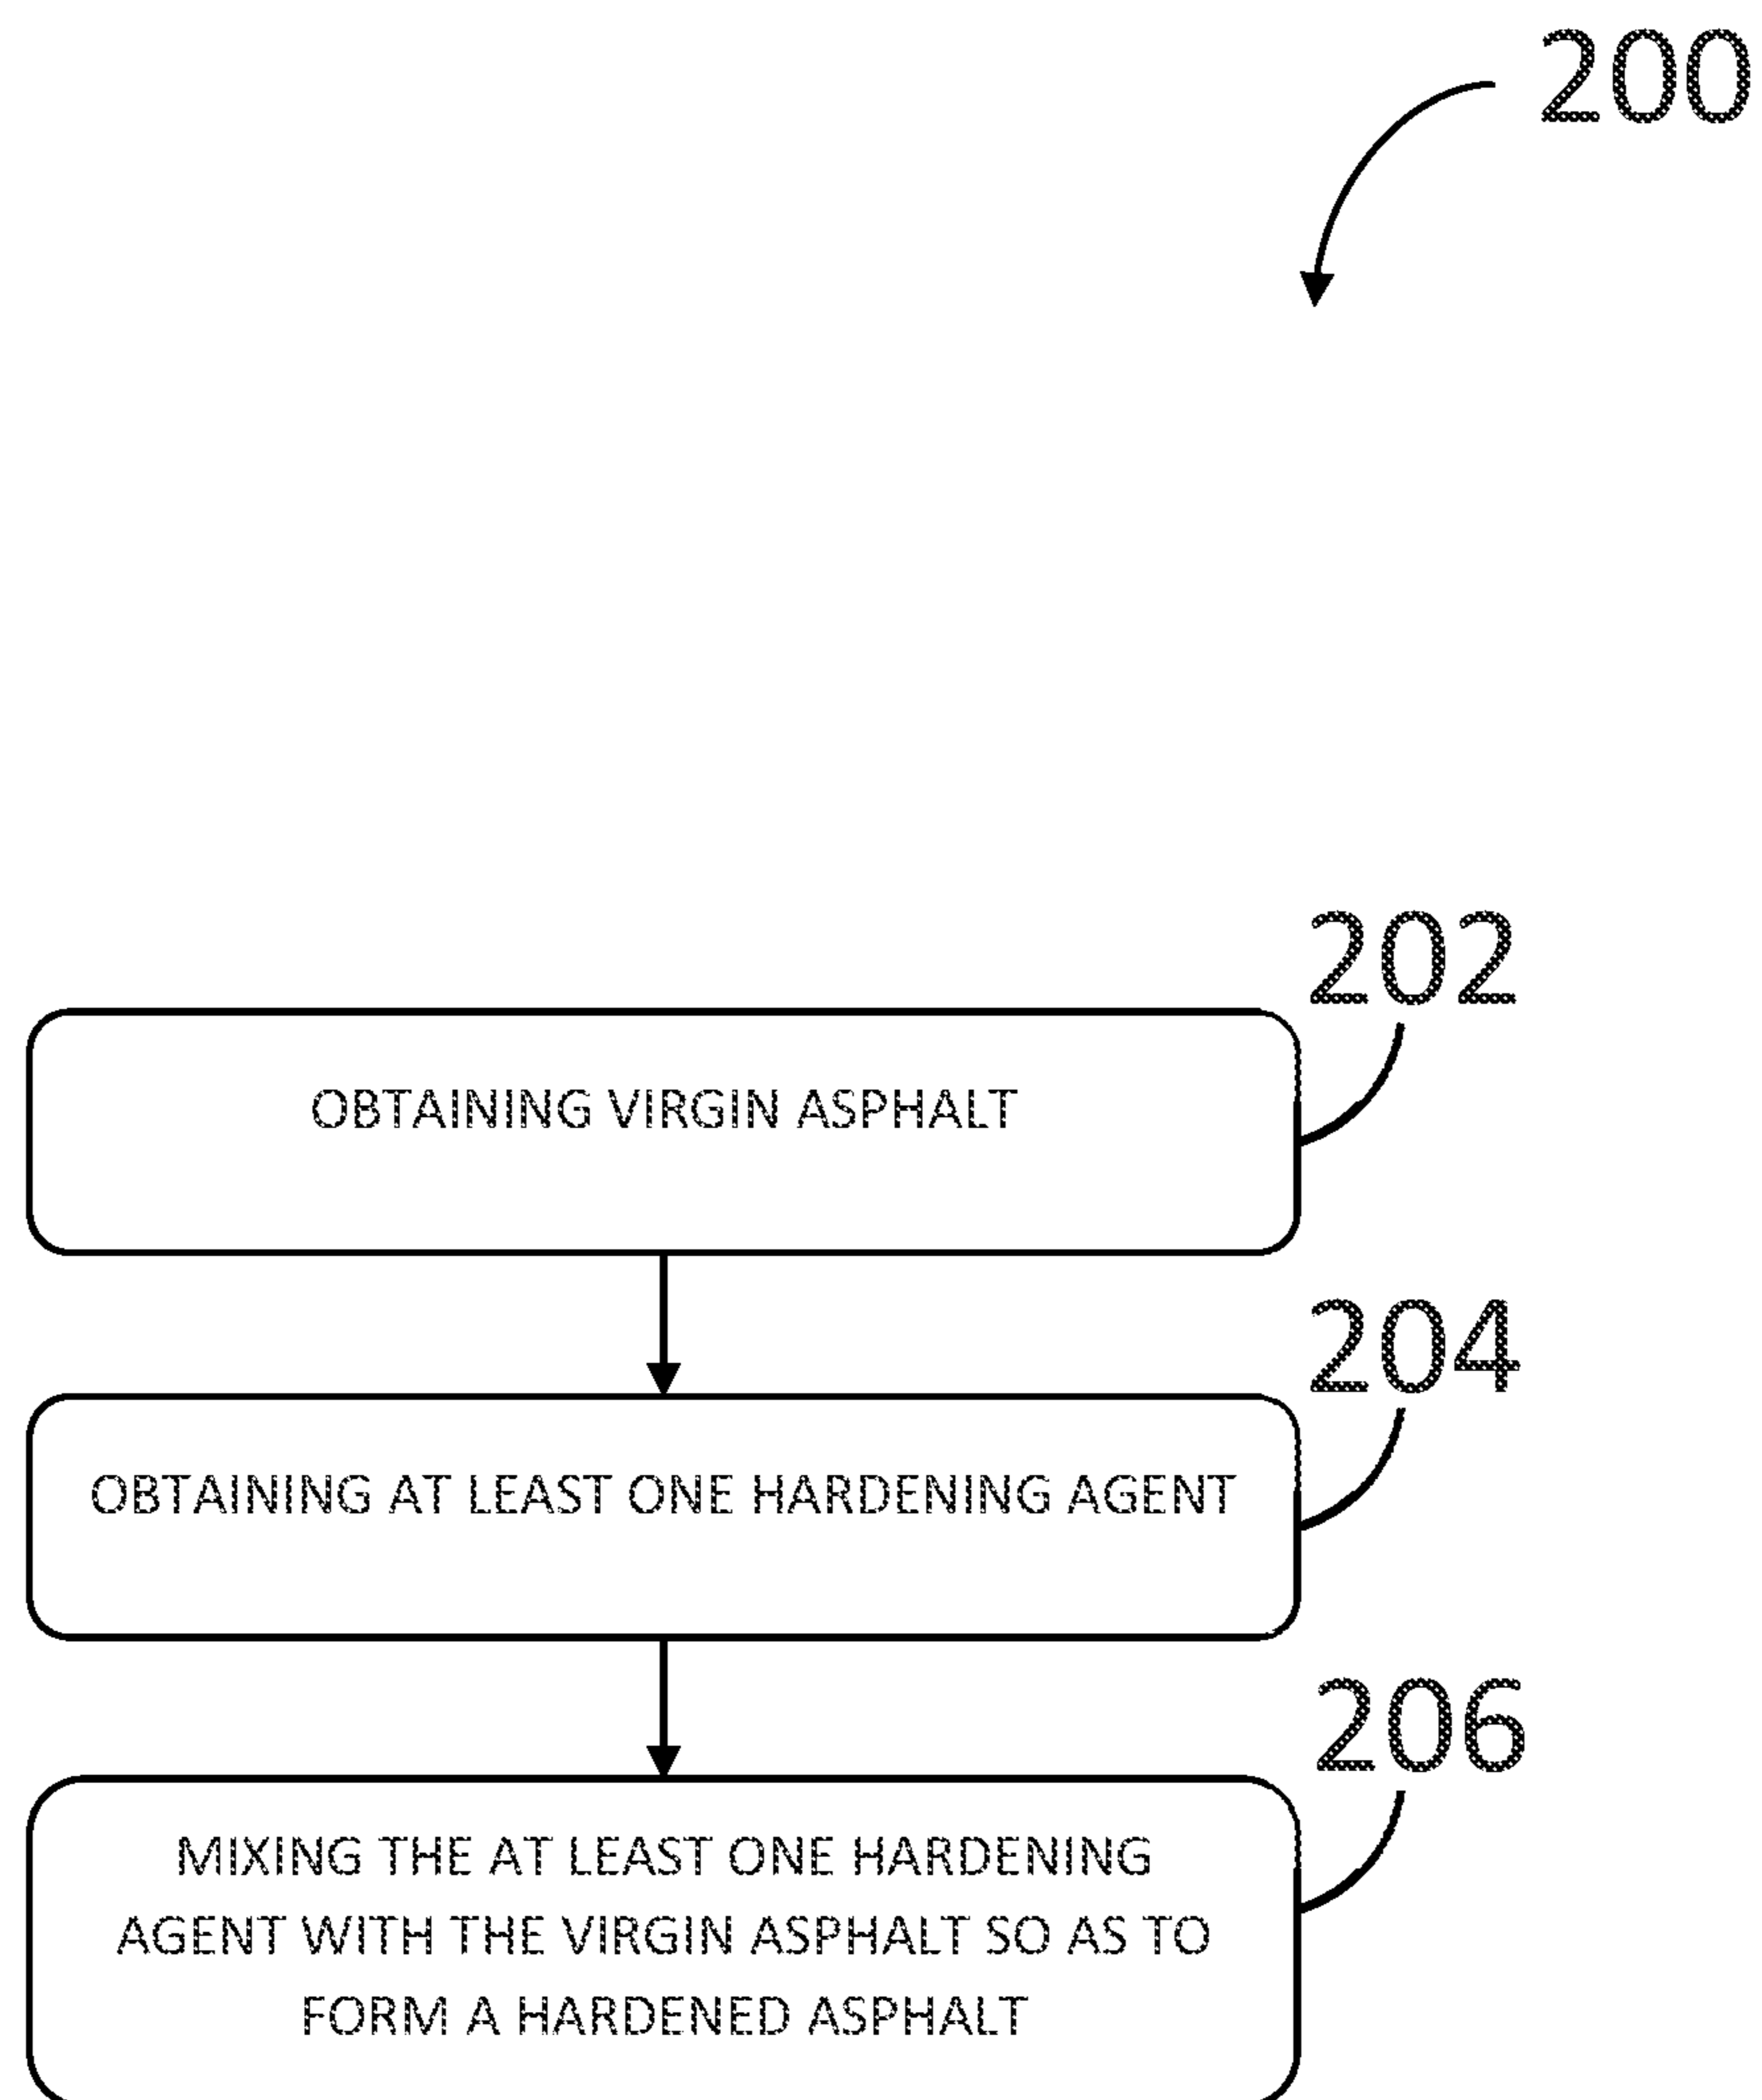 200
202
OBTAINING VIRGIN ASPHALT
204
OBTAINING AT LEAST ONE HARDENING AGENT
206
MIXING THE AT LEAST ONE HARDENING
AGENT WITH THE VIRGIN ASPHALT SO AS TO
FORM A HARDENED ASPHALT